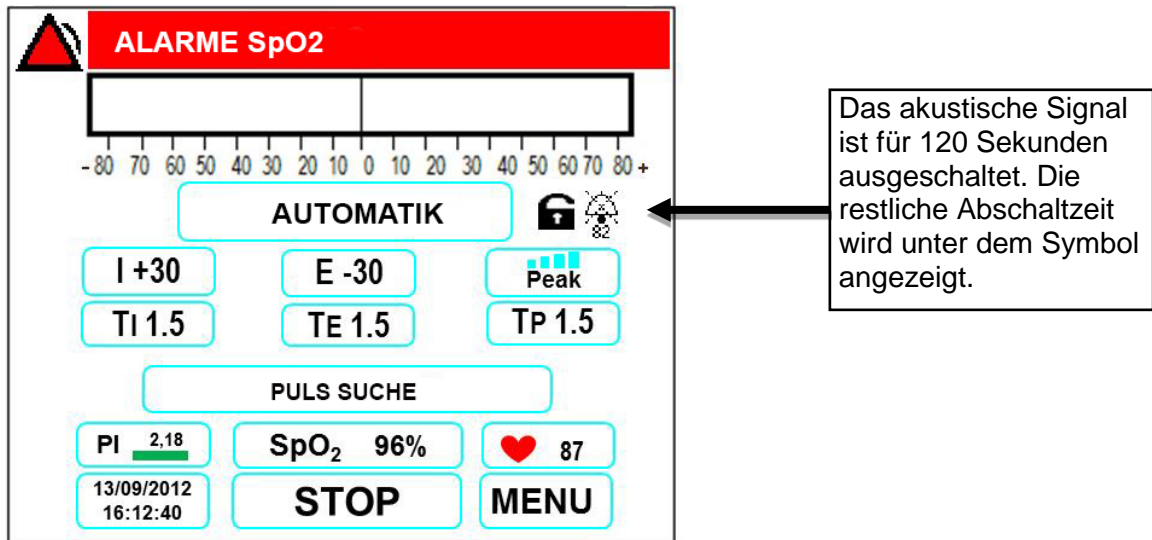 ALARME SpO2
- 80 70 60 50 40 30 20 10 0 10 20 30 40 50 60 70 80 +
AUTOMATIK
82
I +30 E -30 Peak
TI 1.5 TE 1.5 TP 1.5
PULS SUCHE
PI 2,18 SpO₂ 96% 87
13/09/2012
16:12:40
STOP MENU
Das akustische Signal
ist für 120 Sekunden
ausgeschaltet. Die
restliche Abschaltzeit
wird unter dem Symbol
angezeigt.